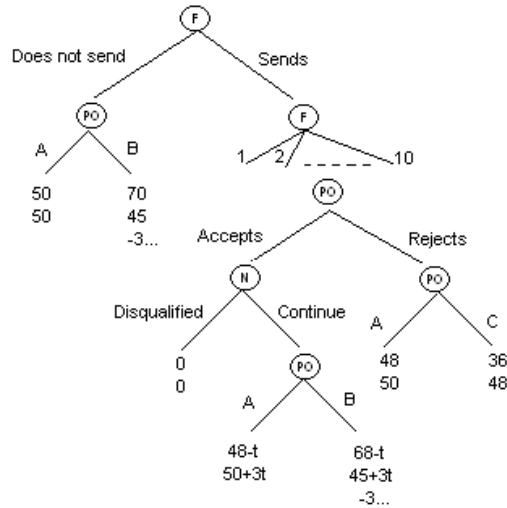 F
Does not send
Sends
PO
F
A
B
1
2
10
50
50
70
45
-3...
PO
Accepts
Rejects
N
PO
Disqualified
Continue
A
C
0
0
48
50
36
48
PO
A
B
48-t
50+3t
68-t
45+3t
-3...